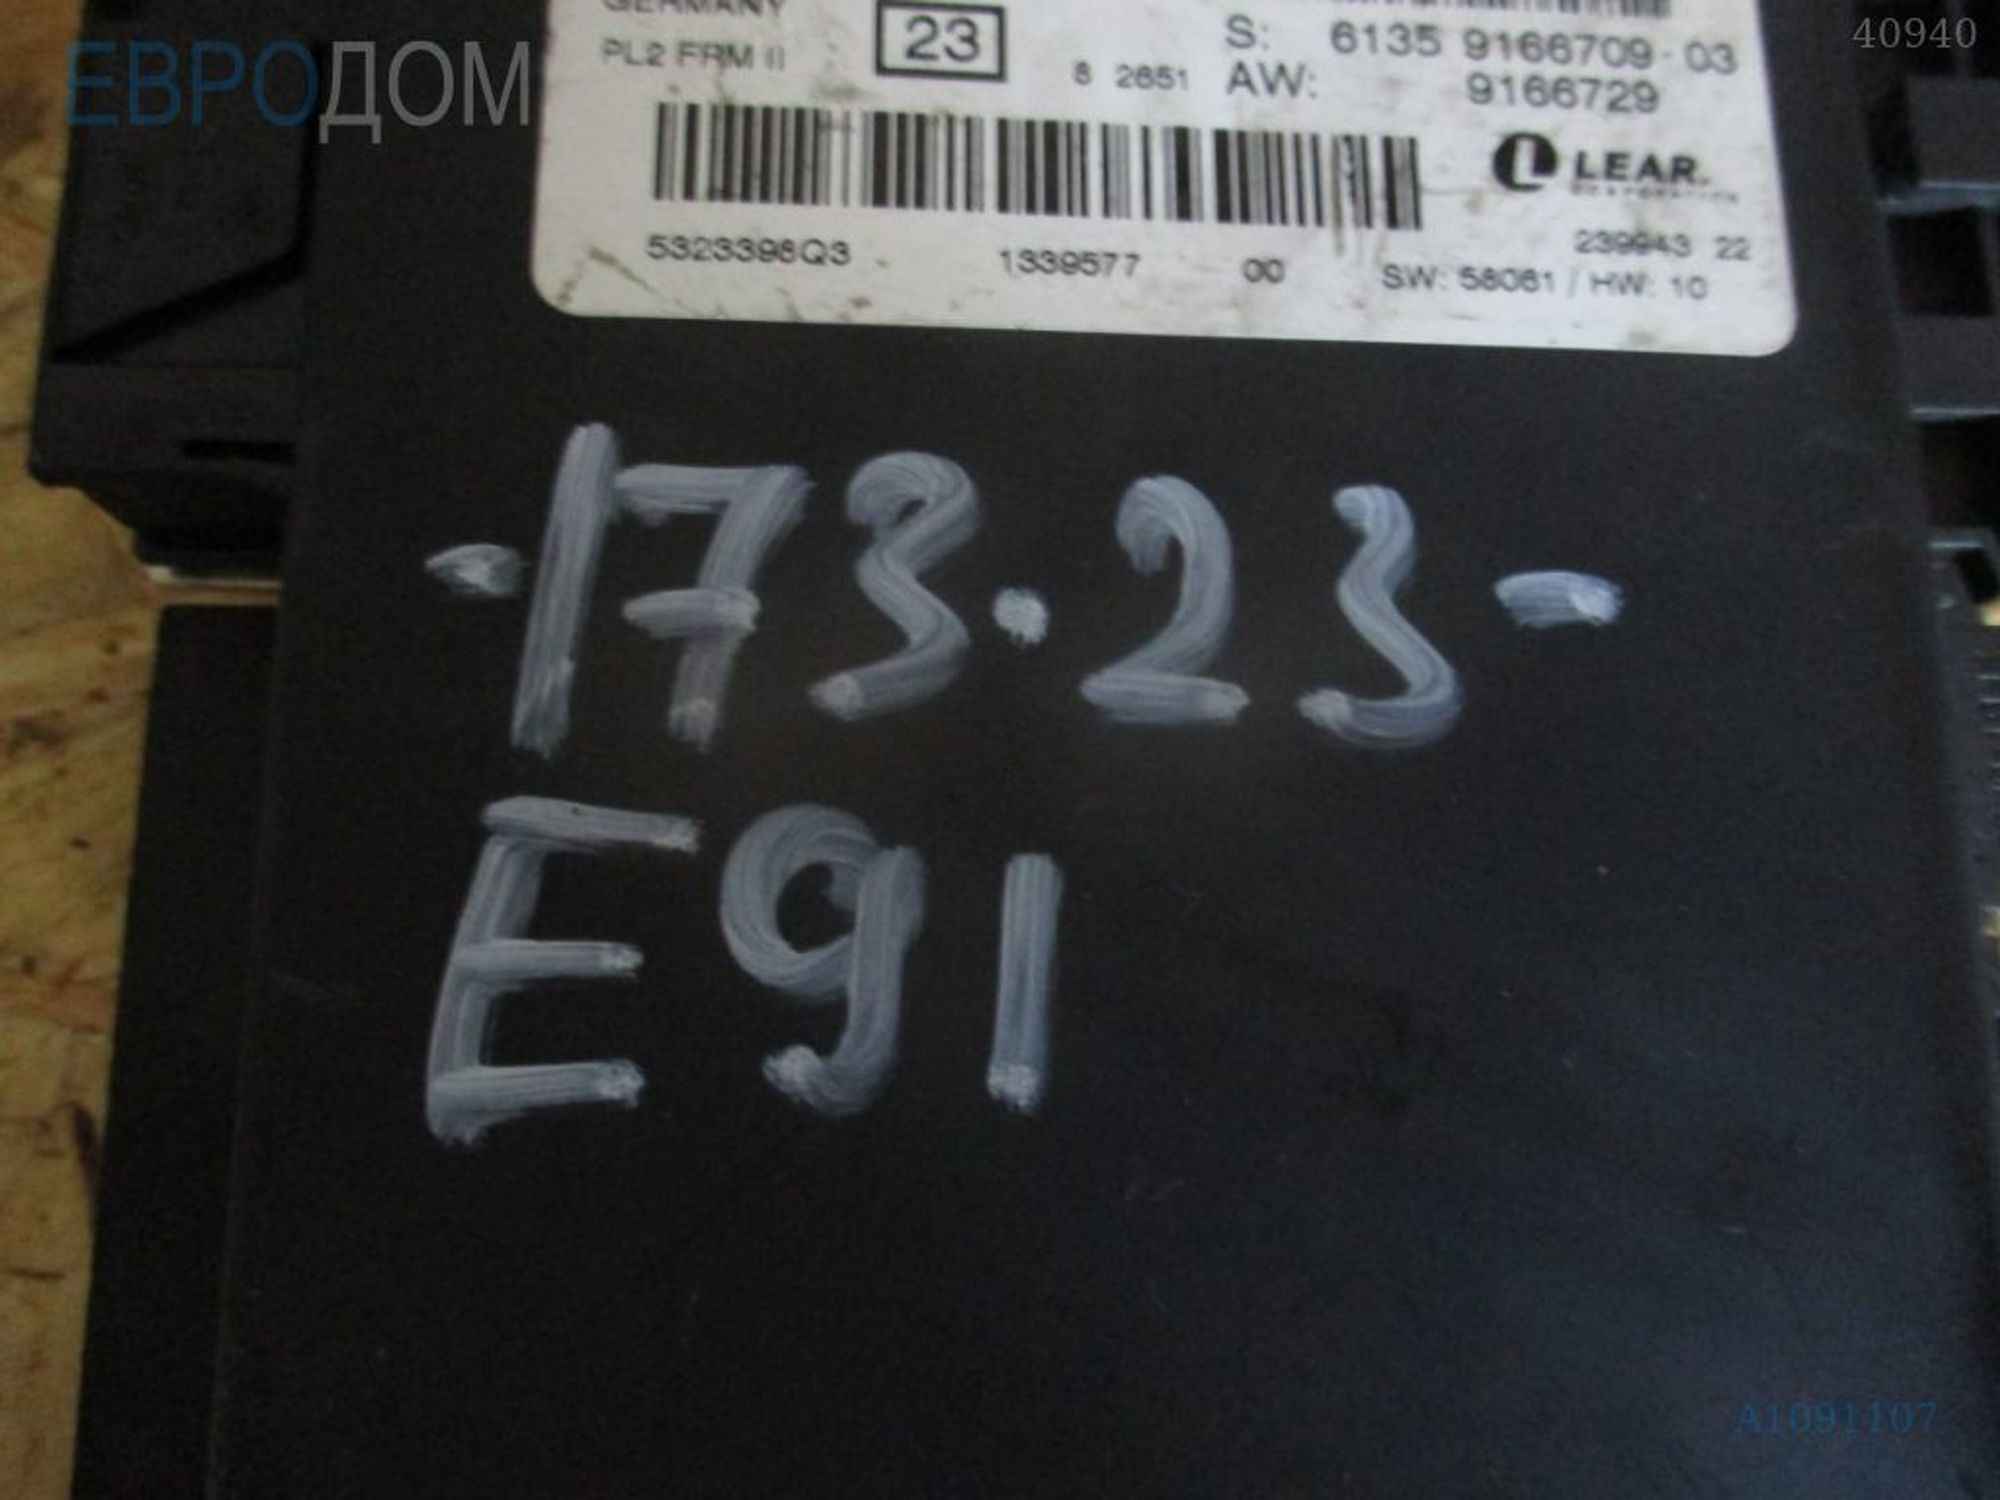 ЕВРОДОМ
40940
GERMANY
PL2 FRM II
23
8 2651
S: 6135 9166709-03
AW: 9166729
LEAR.
CORPORATION
5323398Q3 1339577 00
239943 22
SW: 58061 / HW: 10
-173.23-
E91
A1091107